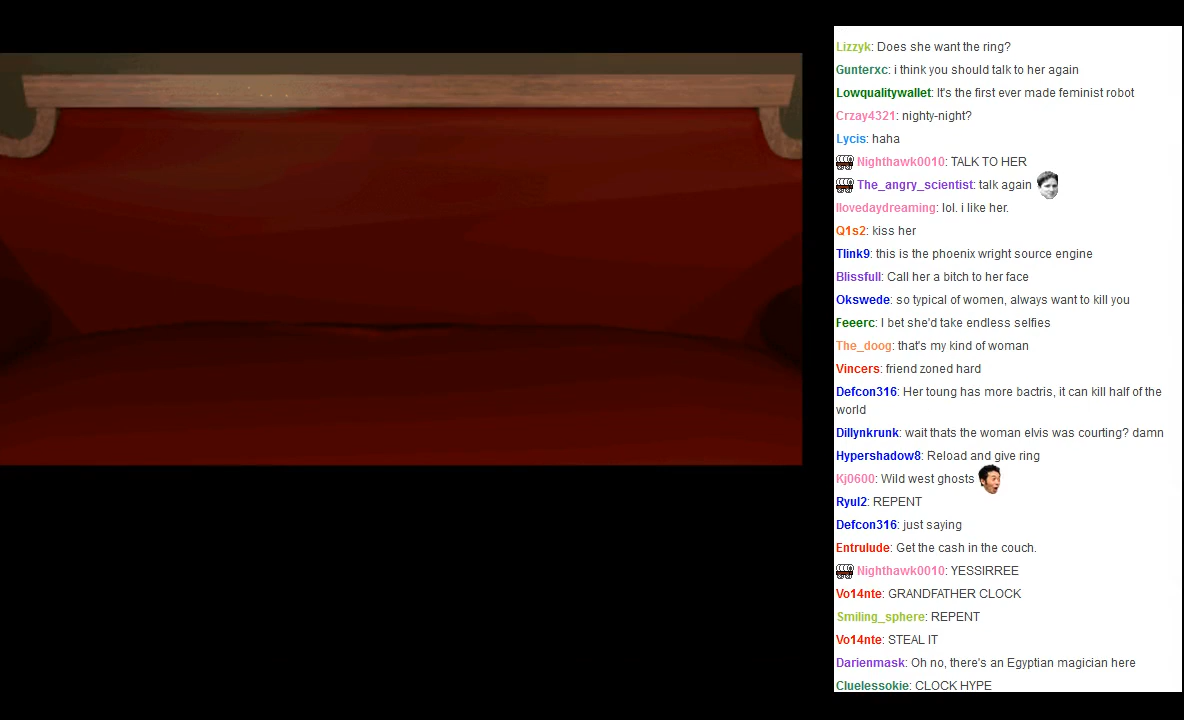 Lizzyk: Does she want the ring?
Gunterxc: i think you should talk to her again
Lowqualitywallet: It's the first ever made feminist robot
Crzay4321: nighty-night?
Lycis: haha
Nighthawk0010: TALK TO HER
The_angry_scientist: talk again
Ilovedaydreaming: lol. i like her.
Q1s2: kiss her
Tlink9: this is the phoenix wright source engine
Blissfull: Call her a bitch to her face
Okswede: so typical of women, always want to kill you
Feeerc: I bet she'd take endless selfies
The_doog: that's my kind of woman
Vincers: friend zoned hard
Defcon316: Her toung has more bactris, it can kill half of the
world
Dillynkrunk: wait thats the woman elvis was courting? damn
Hypershadow8: Reload and give ring
Kj0600: Wild west ghosts
Ryul2: REPENT
Defcon316: just saying
Entrulude: Get the cash in the couch.
Nighthawk0010: YESSIRREE
Vo14nte: GRANDFATHER CLOCK
Smiling_sphere: REPENT
Vo14nte: STEAL IT
Darienmask: Oh no, there's an Egyptian magician here
Cluelessokie: CLOCK HYPE